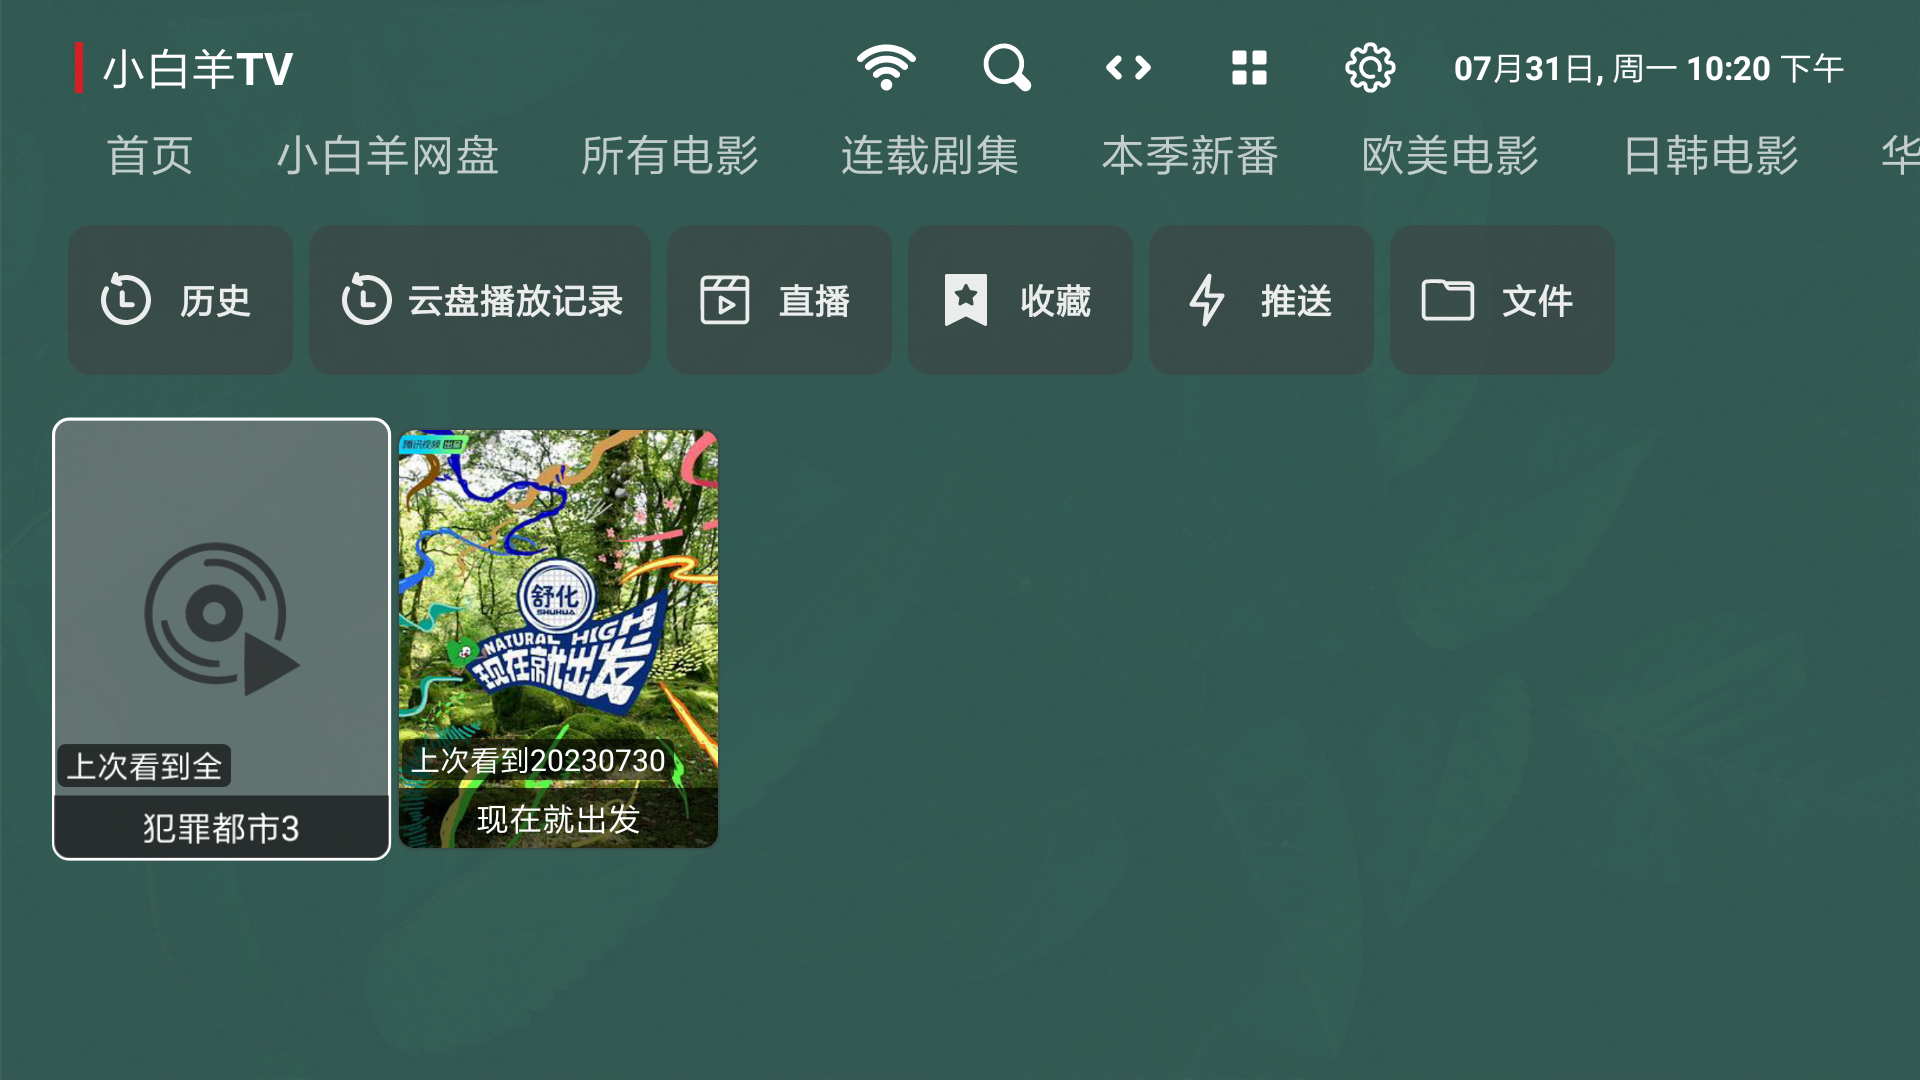 小白羊TV
07月31日, 周一 10:20 下午
首页 小白羊网盘 所有电影 连载剧集 本季新番 欧美电影 日韩电影 华
历史 云盘播放记录 直播 收藏 推送 文件
上次看到全
犯罪都市3
腾讯视频 出品
舒化
SHUHUA
NATURAL HIGH
现在就出发
上次看到20230730
现在就出发